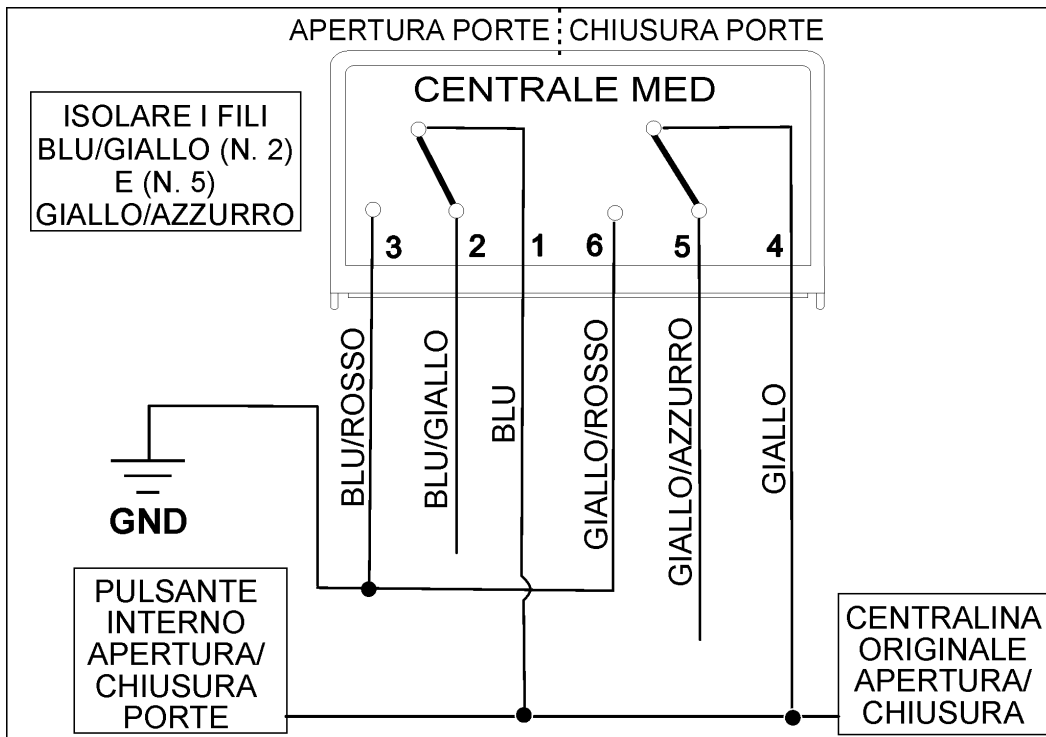 APERTURA PORTE CHIUSURA PORTE
CENTRALE MED
ISOLARE I FILI
BLU/GIALLO (N. 2)
E (N. 5)
GIALLO/AZZURRO
3 2 1 6 5 4
BLU/ROSSO
BLU/GIALLO
BLU
GIALLO/ROSSO
GIALLO/AZZURRO
GIALLO
GND
PULSANTE
INTERNO
APERTURA/
CHIUSURA
PORTE
CENTRALINA
ORIGINALE
APERTURA/
CHIUSURA